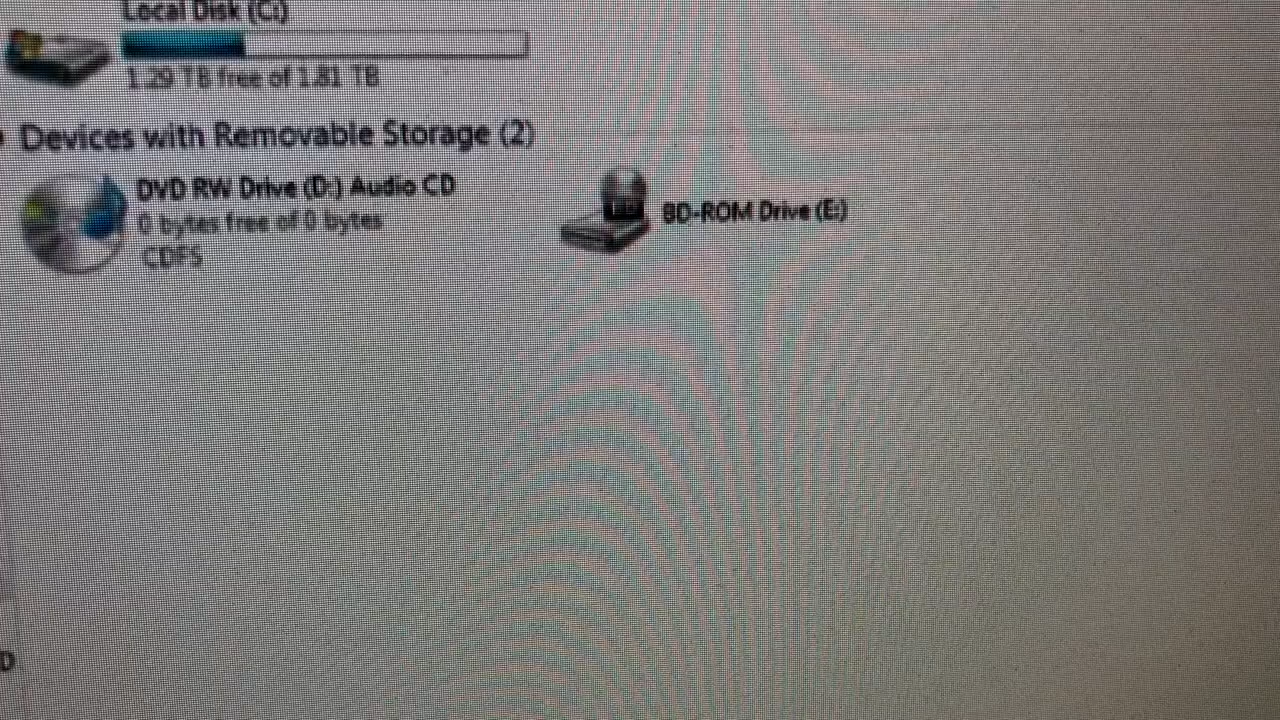 Local Disk (C:)
1.29 TB free of 1.81 TB
Devices with Removable Storage (2)
DVD RW Drive (D:) Audio CD
0 bytes free of 0 bytes
CDFS
BD-ROM Drive (E:)
D